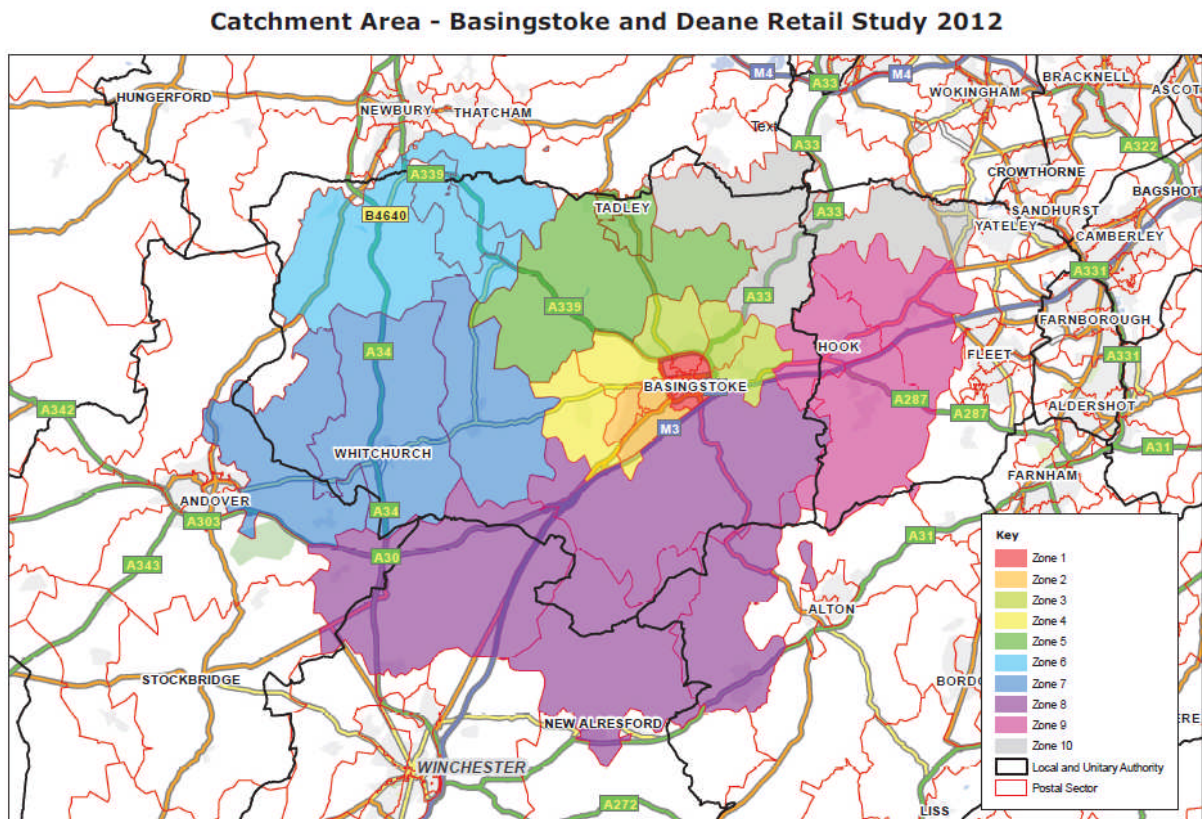 Catchment Area - Basingstoke and Deane Retail Study 2012
M4
A33
M4
BRACKNELL
HUNGERFORD
WOKINGHAM
ASCOT
NEWBURY
THATCHAM
Text
A33
A322
A339
CROWTHORNE
BAGSHOT
B4640
TADLEY
A33
SANDHURST
YATELEY
CAMBERLEY
A331
A339
A33
FARNBOROUGH
A34
HOOK
FLEET
A331
BASINGSTOKE
A342
A287
A287
ALDERSHOT
M3
A31
WHITCHURCH
FARNHAM
ANDOVER
A34
A303
A31
A30
A343
ALTON
STOCKBRIDGE
BORDO
NEW ALRESFORD
ERE
WINCHESTER
A272
LISS
Key
Zone 1
Zone 2
Zone 3
Zone 4
Zone 5
Zone 6
Zone 7
Zone 8
Zone 9
Zone 10
Local and Unitary Authority
Postal Sector